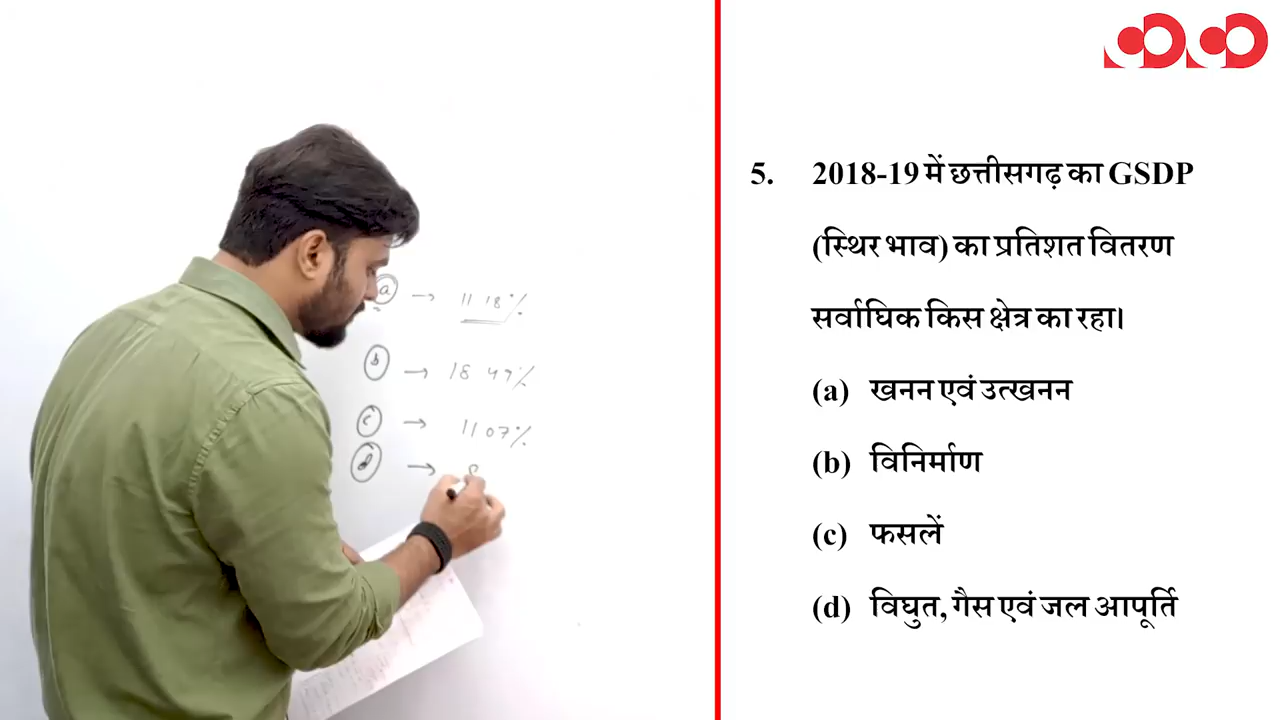 5. 2018-19 में छत्तीसगढ़ का GSDP
(स्थिर भाव) का प्रतिशत वितरण
सर्वाधिक किस क्षेत्र का रहा।
(a) खनन एवं उत्खनन
(b) विनिर्माण
(c) फसलें
(d) विघुत, गैस एवं जल आपूर्ति
a → 11 18%
b → 18 47%
c → 11 07%
d → 8